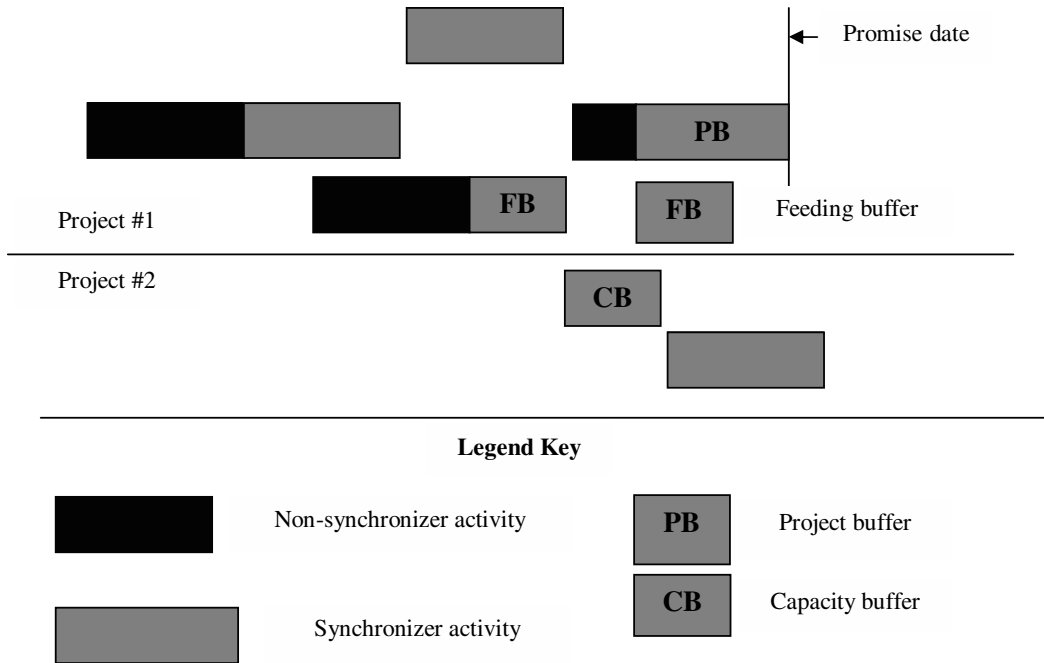 Promise date
PB
FB
FB
Feeding buffer
Project #1
Project #2
CB
Legend Key
Non-synchronizer activity
PB
Project buffer
CB
Capacity buffer
Synchronizer activity